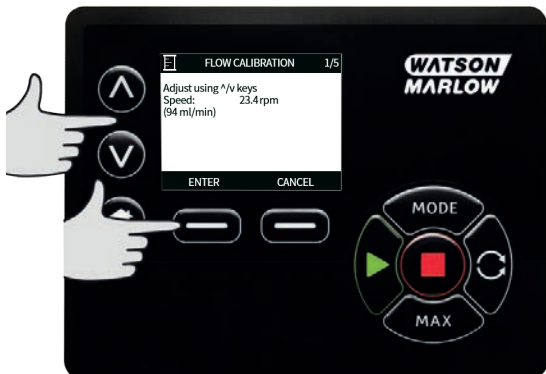 FLOW CALIBRATION 1/5
Adjust using ^/v keys
Speed: 23.4 rpm
(94 ml/min)
ENTER CANCEL
WATSON
MARLOW
MODE
MAX